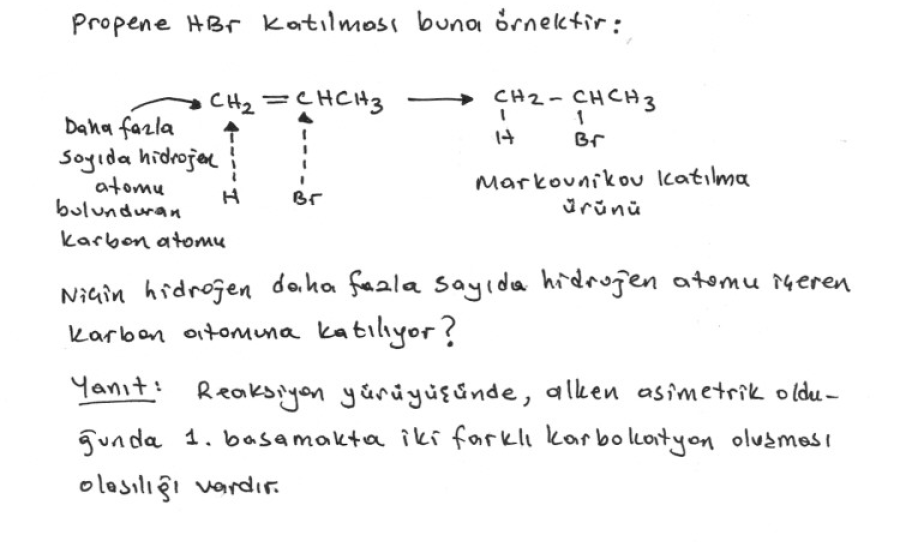 Propene HBr katılması buna örnektir:
CH2 = CHCH3 → CH2 - CHCH3
H Br
Daha fazla
sayıda hidrojen
atomu
bulunduran
karbon atomu
H Br
Markovnikov katılma
ürünü
Niçin hidrojen daha fazla sayıda hidrojen atomu içeren
karbon atomuna katılıyor?
Yanıt: Reaksiyon yürüyüşünde, alken asimetrik oldu-
ğunda 1. basamakta iki farklı karbokatyon oluşması
olasılığı vardır.